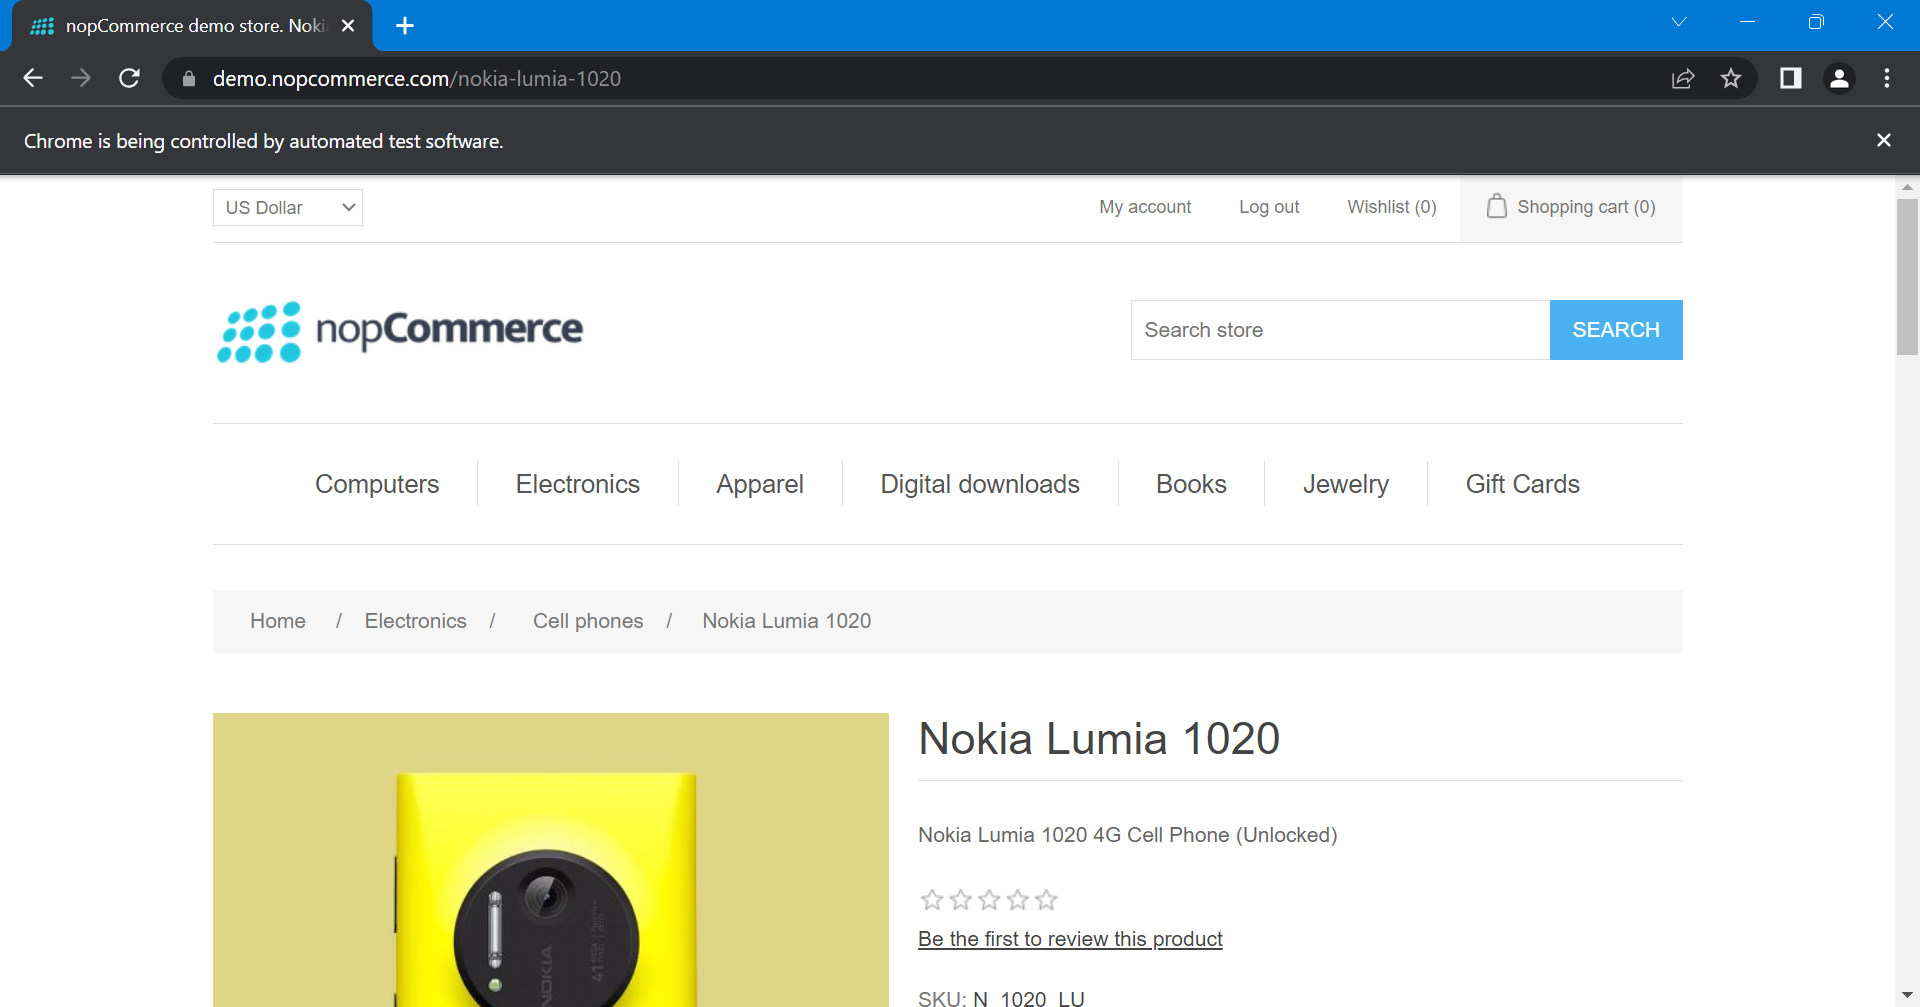 nopCommerce demo store. Noki
demo.nopcommerce.com/nokia-lumia-1020
Chrome is being controlled by automated test software.
US Dollar
My account
Log out
Wishlist (0)
Shopping cart (0)
nopCommerce
Search store
SEARCH
Computers
Electronics
Apparel
Digital downloads
Books
Jewelry
Gift Cards
Home / Electronics / Cell phones / Nokia Lumia 1020
Nokia Lumia 1020
Nokia Lumia 1020 4G Cell Phone (Unlocked)
Be the first to review this product
SKU: N_1020_LU
NOKIA
41